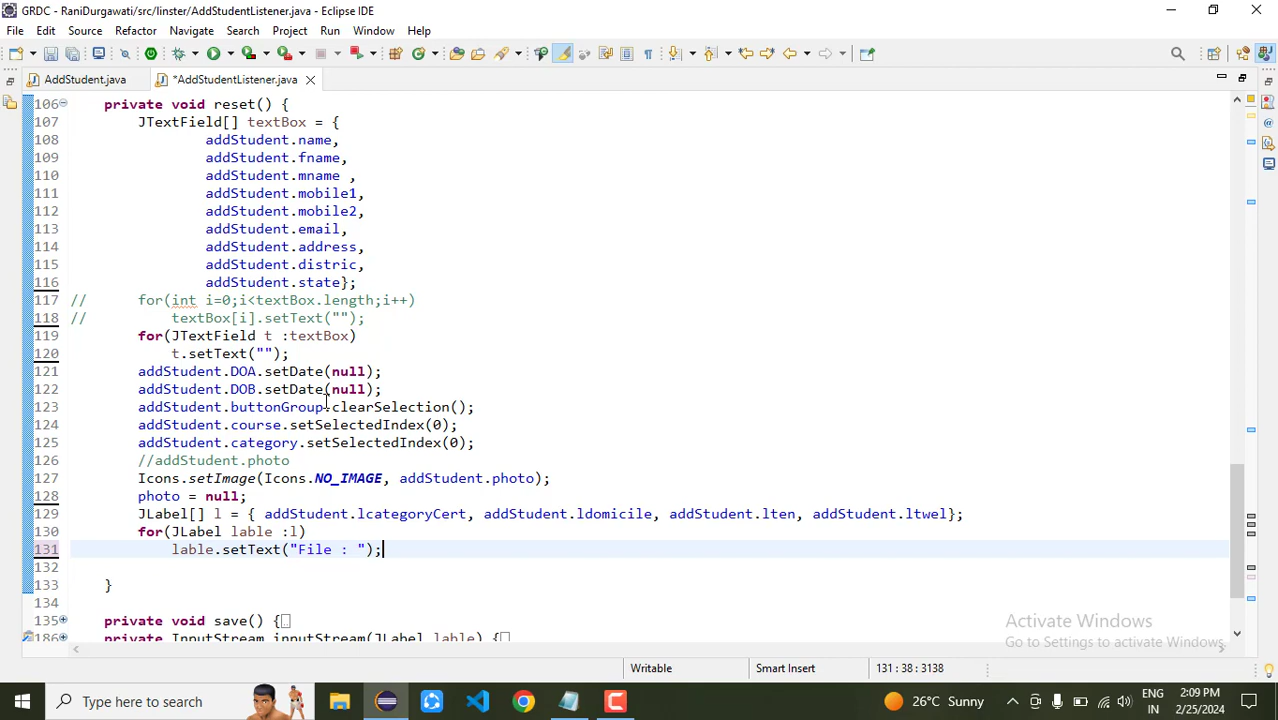 GRDC - RaniDurgawati/src/linster/AddStudentListener.java - Eclipse IDE
File Edit Source Refactor Navigate Search Project Run Window Help
AddStudent.java *AddStudentListener.java
106 private void reset() {
107 JTextField[] textBox = {
108 addStudent.name,
109 addStudent.fname,
110 addStudent.mname ,
111 addStudent.mobile1,
112 addStudent.mobile2,
113 addStudent.email,
114 addStudent.address,
115 addStudent.distric,
116 addStudent.state};
117 // for(int i=0;i<textBox.length;i++)
118 // textBox[i].setText("");
119 for(JTextField t :textBox)
120 t.setText("");
121 addStudent.DOA.setDate(null);
122 addStudent.DOB.setDate(null);
123 addStudent.buttonGroup.clearSelection();
124 addStudent.course.setSelectedIndex(0);
125 addStudent.category.setSelectedIndex(0);
126 //addStudent.photo
127 Icons.setImage(Icons.NO_IMAGE, addStudent.photo);
128 photo = null;
129 JLabel[] l = { addStudent.lcategoryCert, addStudent.ldomicile, addStudent.lten, addStudent.ltwel};
130 for(JLabel lable :l)
131 lable.setText("File : ");
132
133 }
134
135 private void save() {
186 private InputStream inputStream(JLabel lable) {
Activate Windows
Go to Settings to activate Windows.
Writable Smart Insert 131 : 38 : 3138
Type here to search 26°C Sunny ENG IN 2:09 PM 2/25/2024